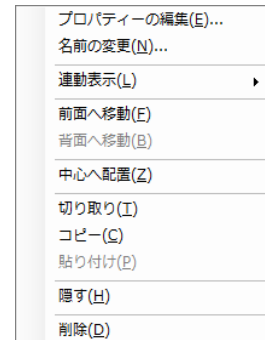 プロパティーの編集(E)...
名前の変更(N)...
連動表示(L)
前面へ移動(F)
背面へ移動(B)
中心へ配置(Z)
切り取り(T)
コピー(C)
貼り付け(P)
隠す(H)
削除(D)